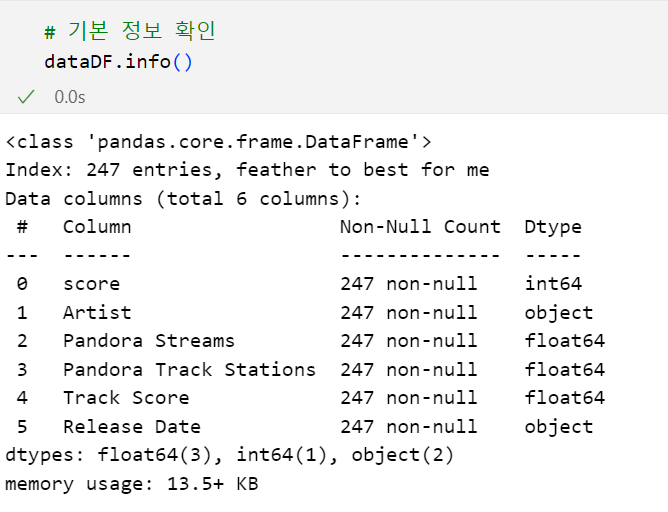 # 기본 정보 확인
dataDF.info()
0.0s
<class 'pandas.core.frame.DataFrame'>
Index: 247 entries, feather to best for me
Data columns (total 6 columns):
 #   Column                  Non-Null Count  Dtype
---  ------                  --------------  -----
 0   score                   247 non-null    int64
 1   Artist                  247 non-null    object
 2   Pandora Streams         247 non-null    float64
 3   Pandora Track Stations  247 non-null    float64
 4   Track Score             247 non-null    float64
 5   Release Date            247 non-null    object
dtypes: float64(3), int64(1), object(2)
memory usage: 13.5+ KB